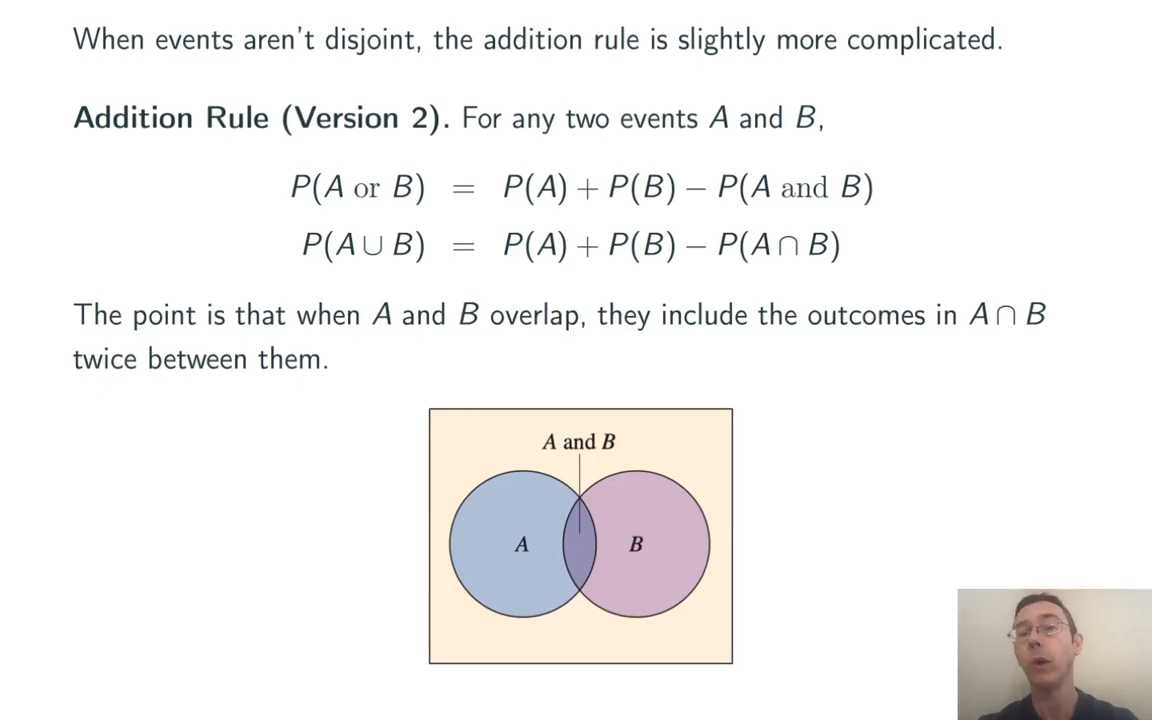 When events aren't disjoint, the addition rule is slightly more complicated.
Addition Rule (Version 2). For any two events A and B,
P(A or B) = P(A) + P(B) − P(A and B)
P(A ∪ B) = P(A) + P(B) − P(A ∩ B)
The point is that when A and B overlap, they include the outcomes in A ∩ B
twice between them.
A and B
A B